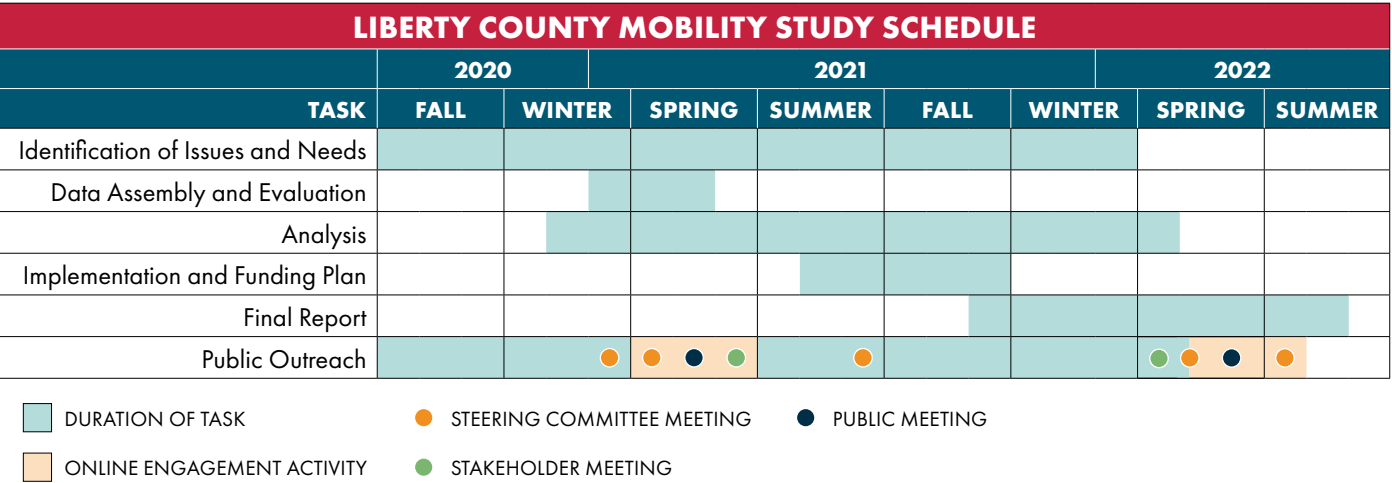 LIBERTY COUNTY MOBILITY STUDY SCHEDULE
2020 2021 2022
TASK FALL WINTER SPRING SUMMER FALL WINTER SPRING SUMMER
Identification of Issues and Needs
Data Assembly and Evaluation
Analysis
Implementation and Funding Plan
Final Report
Public Outreach
DURATION OF TASK STEERING COMMITTEE MEETING PUBLIC MEETING
ONLINE ENGAGEMENT ACTIVITY STAKEHOLDER MEETING